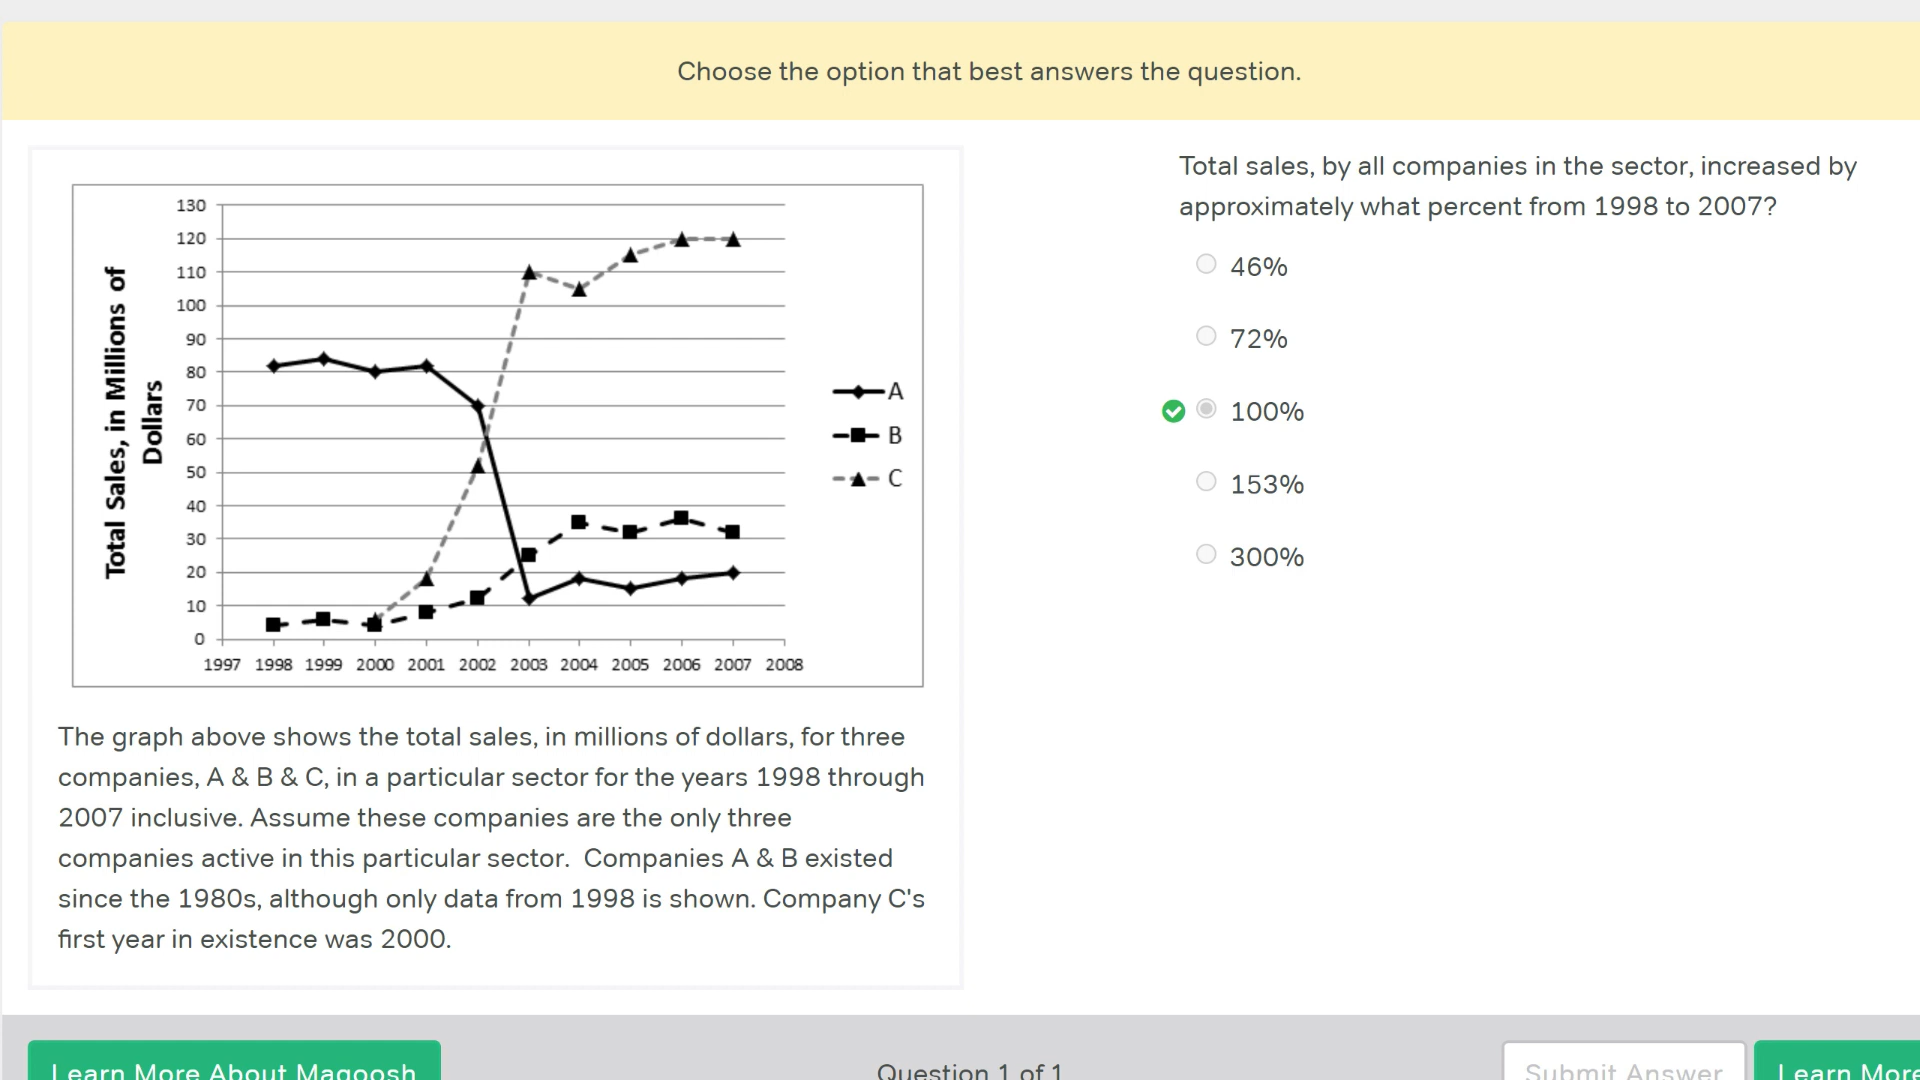 Choose the option that best answers the question.
Total Sales, in Millions of
Dollars
130
120
110
100
90
80
70
60
50
40
30
20
10
0
1997 1998 1999 2000 2001 2002 2003 2004 2005 2006 2007 2008
A
B
C
The graph above shows the total sales, in millions of dollars, for three
companies, A & B & C, in a particular sector for the years 1998 through
2007 inclusive. Assume these companies are the only three
companies active in this particular sector. Companies A & B existed
since the 1980s, although only data from 1998 is shown. Company C's
first year in existence was 2000.
Total sales, by all companies in the sector, increased by
approximately what percent from 1998 to 2007?
46%
72%
100%
153%
300%
Learn More About Magoosh
Question 1 of 1
Submit Answer
Learn More